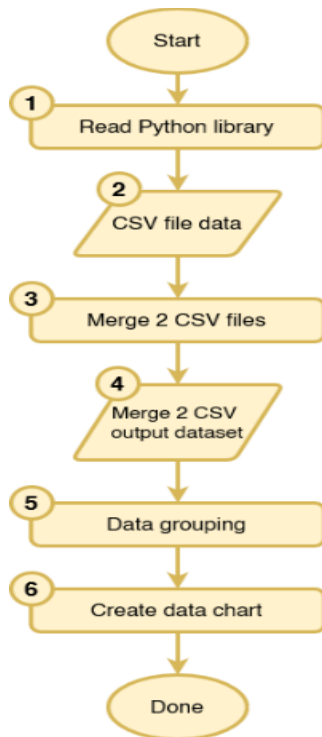 Start
1
Read Python library
2
CSV file data
3
Merge 2 CSV files
4
Merge 2 CSV
output dataset
5
Data grouping
6
Create data chart
Done